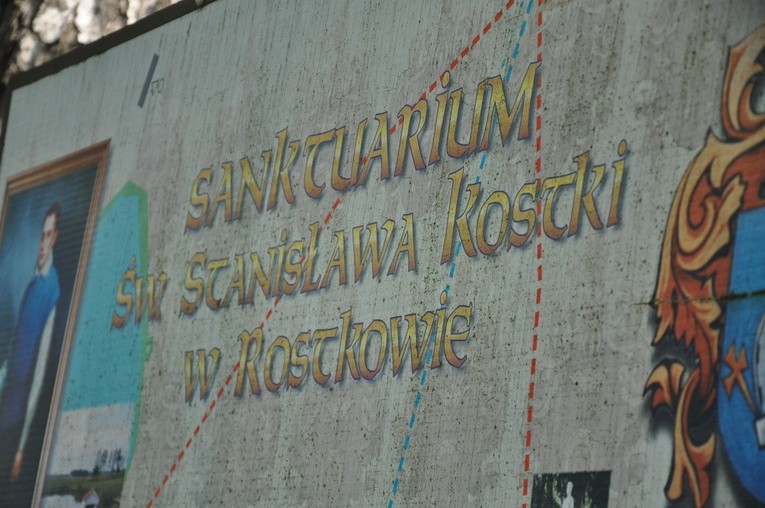 Sanktuarium
Św Stanisława Kostki
w Rostkowie